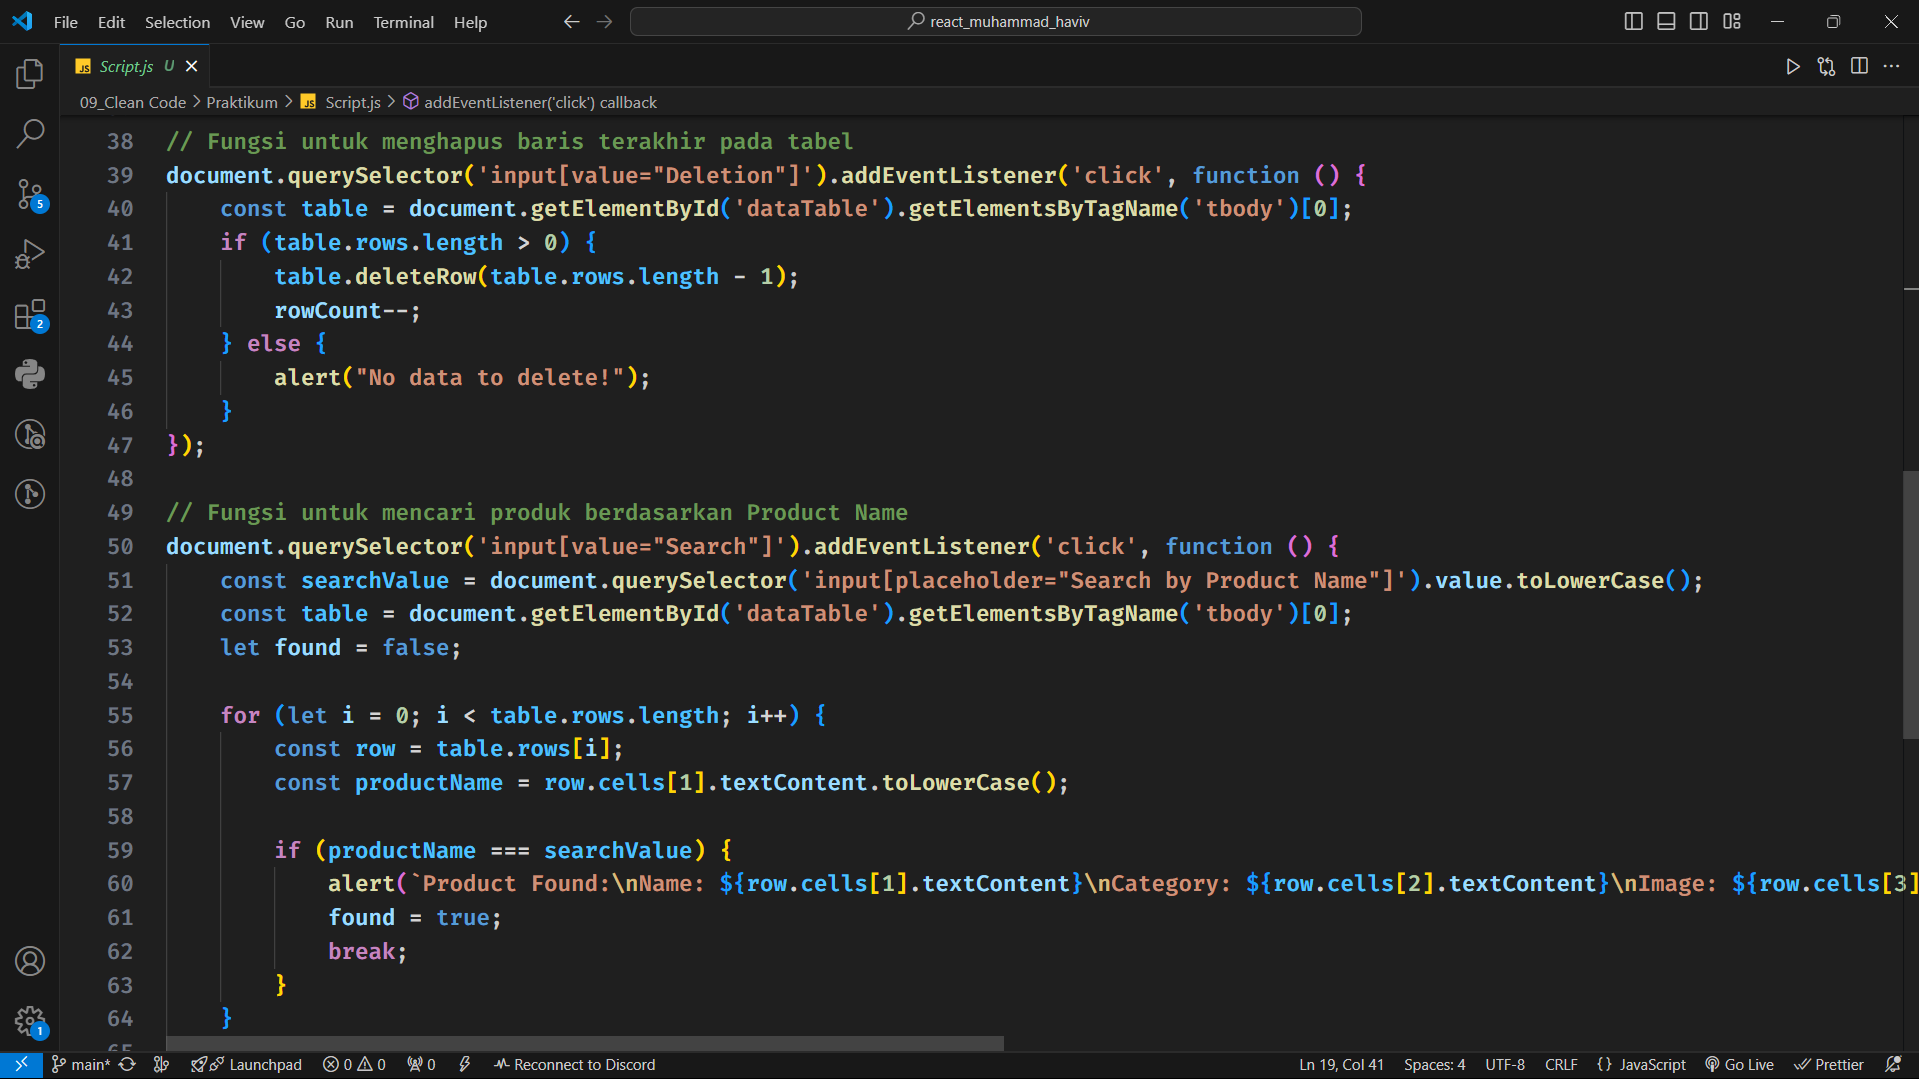 File Edit Selection View Go Run Terminal Help
react_muhammad_haviv
JS Script.js U
09_Clean Code > Praktikum > JS Script.js > addEventListener('click') callback
38 // Fungsi untuk menghapus baris terakhir pada tabel
39 document.querySelector('input[value="Deletion"]').addEventListener('click', function () {
40 const table = document.getElementById('dataTable').getElementsByTagName('tbody')[0];
41 if (table.rows.length > 0) {
42 table.deleteRow(table.rows.length - 1);
43 rowCount--;
44 } else {
45 alert("No data to delete!");
46 }
47 });
48
49 // Fungsi untuk mencari produk berdasarkan Product Name
50 document.querySelector('input[value="Search"]').addEventListener('click', function () {
51 const searchValue = document.querySelector('input[placeholder="Search by Product Name"]').value.toLowerCase();
52 const table = document.getElementById('dataTable').getElementsByTagName('tbody')[0];
53 let found = false;
54
55 for (let i = 0; i < table.rows.length; i++) {
56 const row = table.rows[i];
57 const productName = row.cells[1].textContent.toLowerCase();
58
59 if (productName === searchValue) {
60 alert(`Product Found:\nName: ${row.cells[1].textContent}\nCategory: ${row.cells[2].textContent}\nImage: ${row.cells[3]
61 found = true;
62 break;
63 }
64 }
65
5
2
1
main* Launchpad 0 0 0 Reconnect to Discord Ln 19, Col 41 Spaces: 4 UTF-8 CRLF {} JavaScript Go Live Prettier